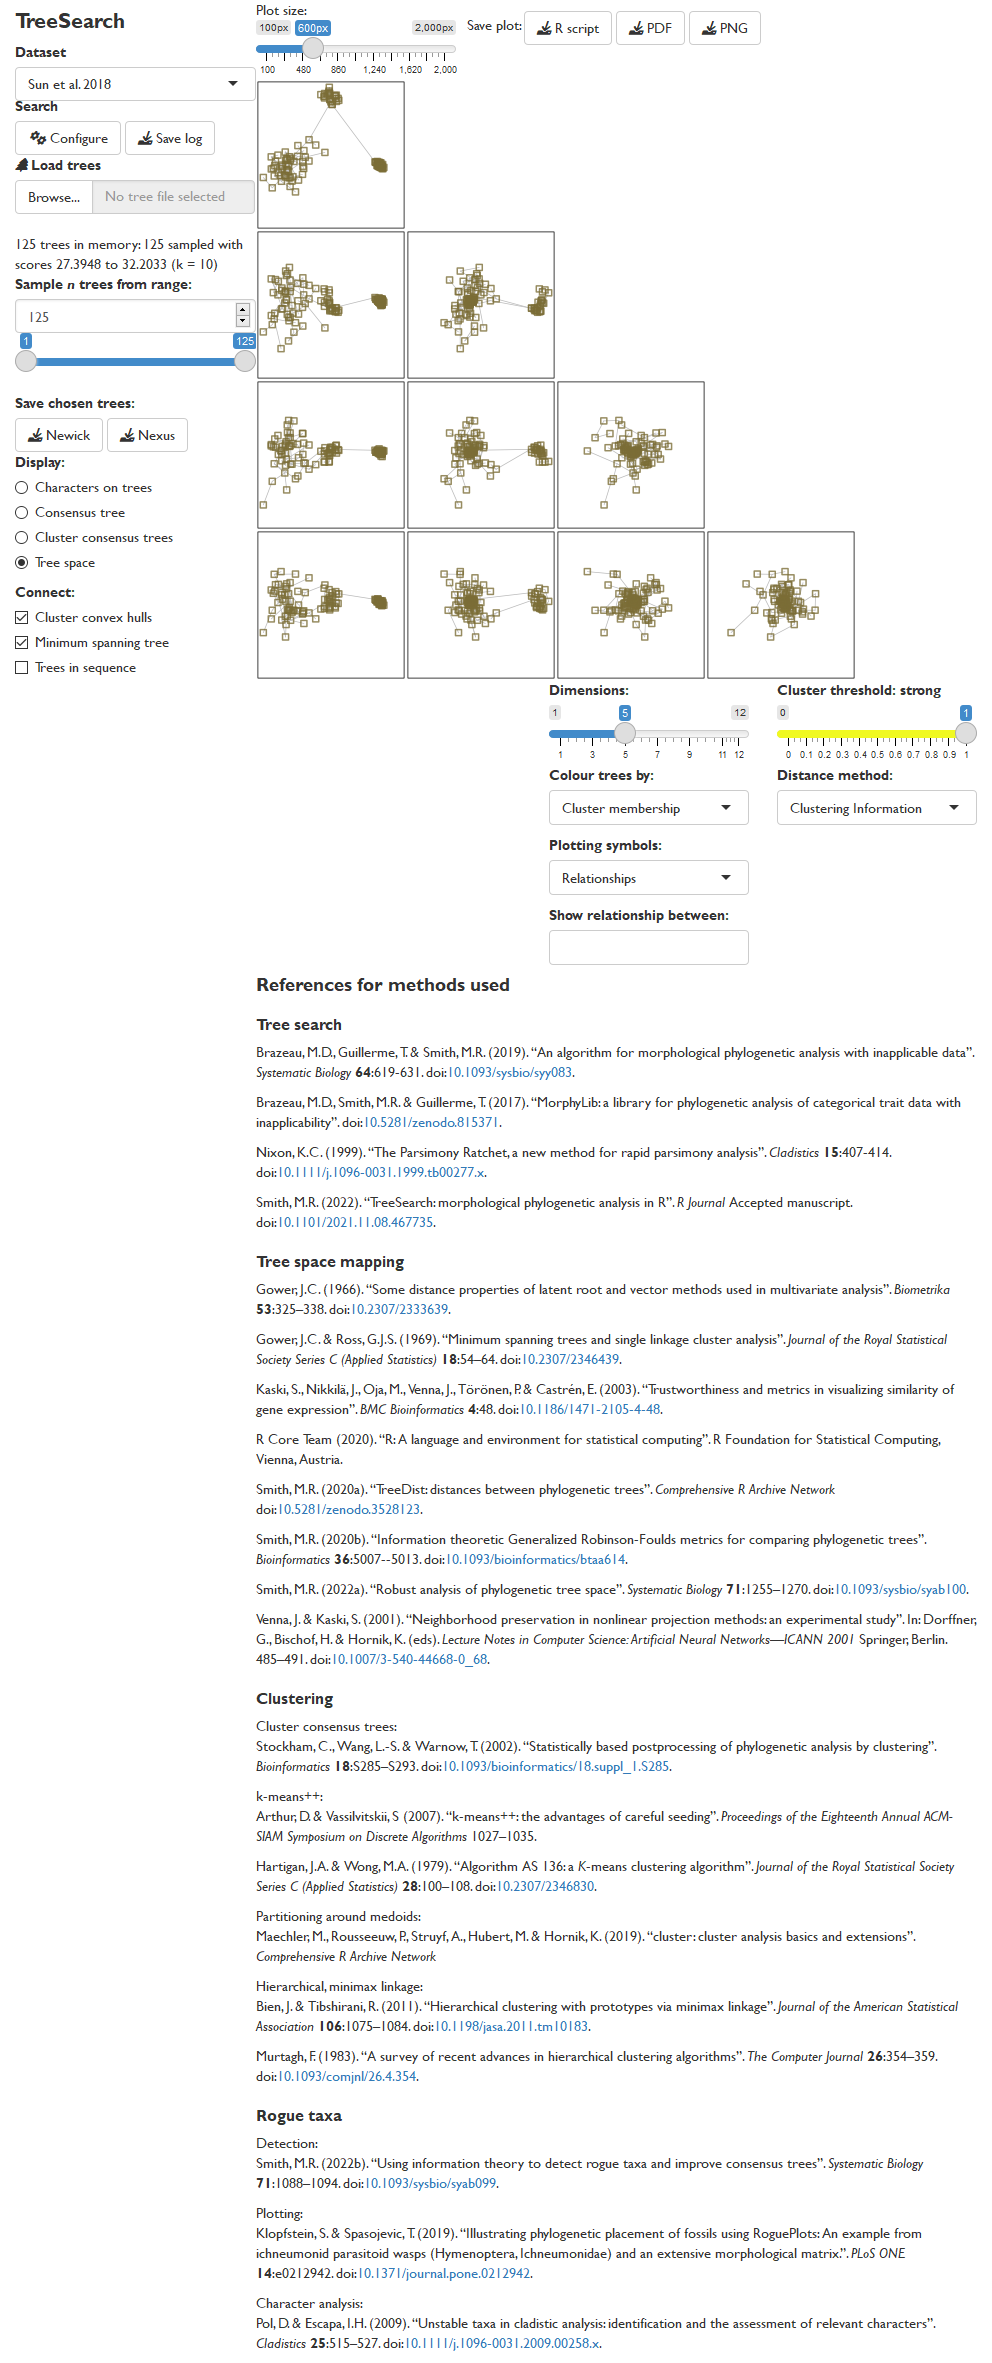 TreeSearch
Dataset
Sun et al. 2018
Search
Configure
Save log
Load trees
Browse...
No tree file selected
125 trees in memory: 125 sampled with
scores 27.3948 to 32.2033 (k = 10)
Sample n trees from range:
125
1
125
Save chosen trees:
Newick
Nexus
Display:
Characters on trees
Consensus tree
Cluster consensus trees
Tree space
Connect:
Cluster convex hulls
Minimum spanning tree
Trees in sequence
Plot size:
100px 600px 2,000px
100 480 860 1,240 1,620 2,000
Save plot:
R script
PDF
PNG
Dimensions:
1 5 12
1 3 5 7 9 11 12
Colour trees by:
Cluster membership
Plotting symbols:
Relationships
Show relationship between:
Cluster threshold: strong
0 1
0 0.1 0.2 0.3 0.4 0.5 0.6 0.7 0.8 0.9 1
Distance method:
Clustering Information
References for methods used
Tree search
Brazeau, M.D., Guillerme, T. & Smith, M.R. (2019). “An algorithm for morphological phylogenetic analysis with inapplicable data”.
Systematic Biology 64:619-631. doi:10.1093/sysbio/syy083.
Brazeau, M.D., Smith, M.R. & Guillerme, T. (2017). “MorphyLib: a library for phylogenetic analysis of categorical trait data with
inapplicability”. doi:10.5281/zenodo.815371.
Nixon, K.C. (1999). “The Parsimony Ratchet, a new method for rapid parsimony analysis”. Cladistics 15:407-414.
doi:10.1111/j.1096-0031.1999.tb00277.x.
Smith, M.R. (2022). “TreeSearch: morphological phylogenetic analysis in R”. R Journal Accepted manuscript.
doi:10.1101/2021.11.08.467735.
Tree space mapping
Gower, J.C. (1966). “Some distance properties of latent root and vector methods used in multivariate analysis”. Biometrika
53:325–338. doi:10.2307/2333639.
Gower, J.C. & Ross, G.J.S. (1969). “Minimum spanning trees and single linkage cluster analysis”. Journal of the Royal Statistical
Society Series C (Applied Statistics) 18:54–64. doi:10.2307/2346439.
Kaski, S., Nikkilä, J., Oja, M., Venna, J., Törönen, P. & Castrén, E. (2003). “Trustworthiness and metrics in visualizing similarity of
gene expression”. BMC Bioinformatics 4:48. doi:10.1186/1471-2105-4-48.
R Core Team (2020). “R: A language and environment for statistical computing”. R Foundation for Statistical Computing,
Vienna, Austria.
Smith, M.R. (2020a). “TreeDist: distances between phylogenetic trees”. Comprehensive R Archive Network
doi:10.5281/zenodo.3528123.
Smith, M.R. (2020b). “Information theoretic Generalized Robinson-Foulds metrics for comparing phylogenetic trees”.
Bioinformatics 36:5007--5013. doi:10.1093/bioinformatics/btaa614.
Smith, M.R. (2022a). “Robust analysis of phylogenetic tree space”. Systematic Biology 71:1255–1270. doi:10.1093/sysbio/syab100.
Venna, J. & Kaski, S. (2001). “Neighborhood preservation in nonlinear projection methods: an experimental study”. In: Dorffner,
G., Bischof, H. & Hornik, K. (eds). Lecture Notes in Computer Science: Artificial Neural Networks—ICANN 2001 Springer, Berlin.
485–491. doi:10.1007/3-540-44668-0_68.
Clustering
Cluster consensus trees:
Stockham, C., Wang, L.-S. & Warnow, T. (2002). “Statistically based postprocessing of phylogenetic analysis by clustering”.
Bioinformatics 18:S285–S293. doi:10.1093/bioinformatics/18.suppl_1.S285.
k-means++:
Arthur, D. & Vassilvitskii, S (2007). “k-means++: the advantages of careful seeding”. Proceedings of the Eighteenth Annual ACM-
SIAM Symposium on Discrete Algorithms 1027–1035.
Hartigan, J.A. & Wong, M.A. (1979). “Algorithm AS 136: a K-means clustering algorithm”. Journal of the Royal Statistical Society
Series C (Applied Statistics) 28:100–108. doi:10.2307/2346830.
Partitioning around medoids:
Maechler, M., Rousseeuw, P., Struyf, A., Hubert, M. & Hornik, K. (2019). “cluster: cluster analysis basics and extensions”.
Comprehensive R Archive Network
Hierarchical, minimax linkage:
Bien, J. & Tibshirani, R. (2011). “Hierarchical clustering with prototypes via minimax linkage”. Journal of the American Statistical
Association 106:1075–1084. doi:10.1198/jasa.2011.tm10183.
Murtagh, F. (1983). “A survey of recent advances in hierarchical clustering algorithms”. The Computer Journal 26:354–359.
doi:10.1093/comjnl/26.4.354.
Rogue taxa
Detection:
Smith, M.R. (2022b). “Using information theory to detect rogue taxa and improve consensus trees”. Systematic Biology
71:1088–1094. doi:10.1093/sysbio/syab099.
Plotting:
Klopfstein, S. & Spasojevic, T. (2019). “Illustrating phylogenetic placement of fossils using RoguePlots: An example from
ichneumonid parasitoid wasps (Hymenoptera, Ichneumonidae) and an extensive morphological matrix.”. PLoS ONE
14:e0212942. doi:10.1371/journal.pone.0212942.
Character analysis:
Pol, D. & Escapa, I.H. (2009). “Unstable taxa in cladistic analysis: identification and the assessment of relevant characters”.
Cladistics 25:515–527. doi:10.1111/j.1096-0031.2009.00258.x.